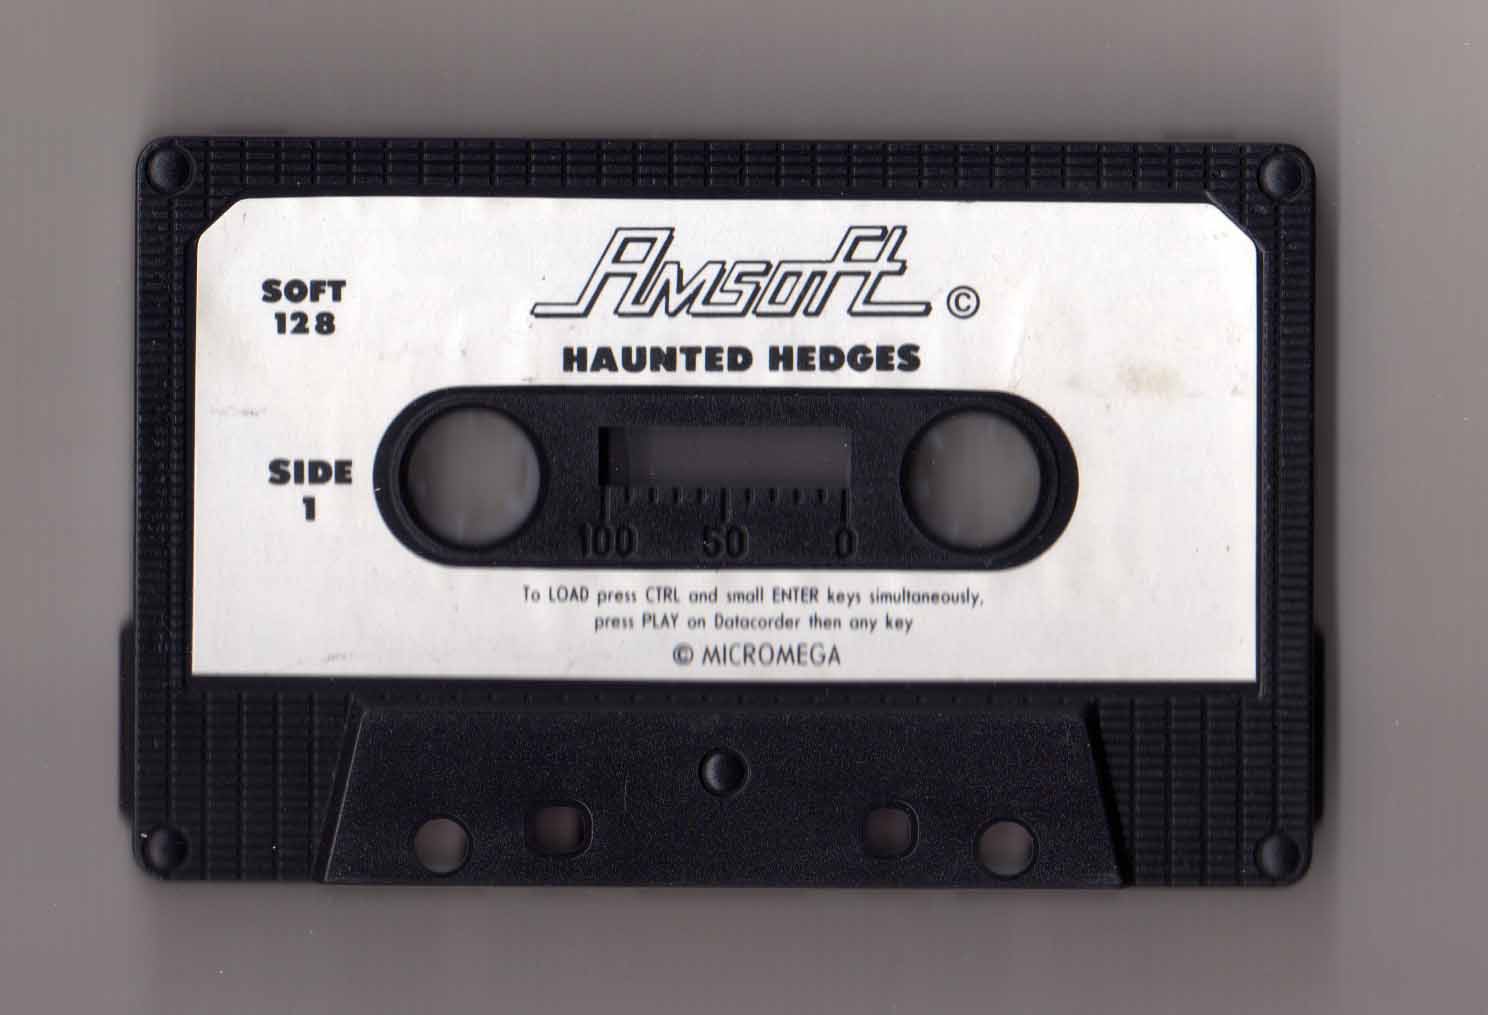 Amsoft ©
HAUNTED HEDGES
SOFT
128
SIDE
1
100 50 0
To LOAD press CTRL and small ENTER keys simultaneously,
press PLAY on Datacorder then any key
© MICROMEGA